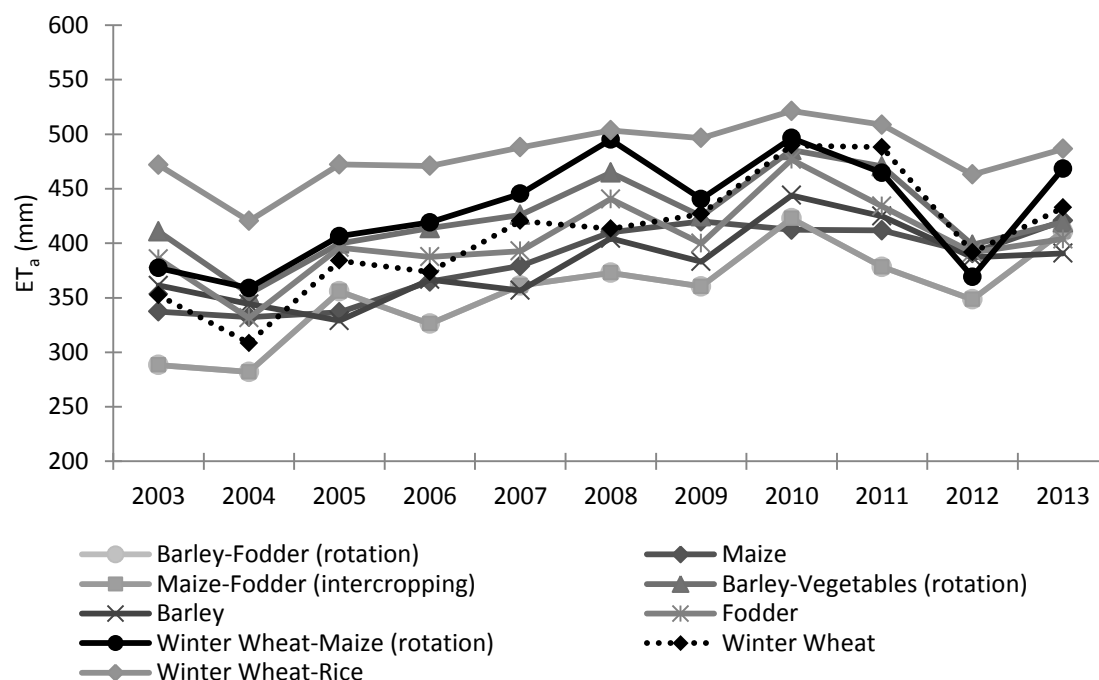 600
550
500
450
400
350
300
250
200
ETa (mm)
2003 2004 2005 2006 2007 2008 2009 2010 2011 2012 2013
Barley-Fodder (rotation) Maize
Maize-Fodder (intercropping) Barley-Vegetables (rotation)
Barley Fodder
Winter Wheat-Maize (rotation) Winter Wheat
Winter Wheat-Rice